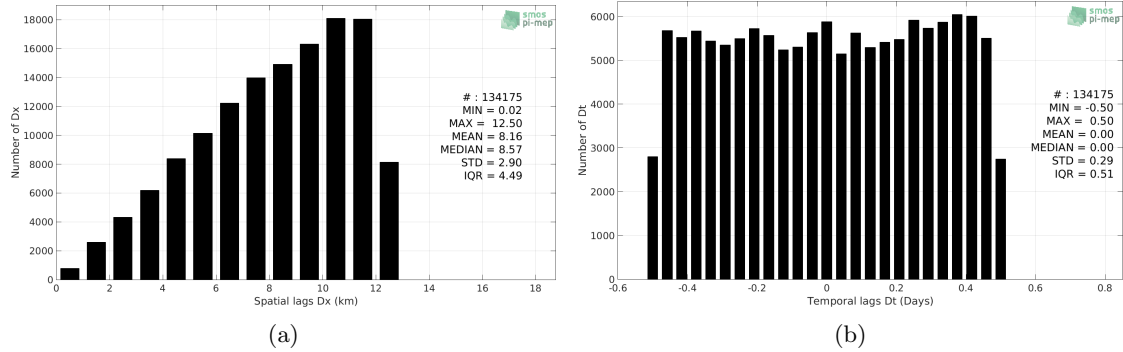 smos
pi-mep
18000
16000
14000
12000
10000
8000
6000
4000
2000
0
Number of Dx
# : 134175
MIN = 0.02
MAX = 12.50
MEAN = 8.16
MEDIAN = 8.57
STD = 2.90
IQR = 4.49
0 2 4 6 8 10 12 14 16 18
Spatial lags Dx (km)
(a)
smos
pi-mep
6000
5000
4000
3000
2000
1000
0
Number of Dt
# : 134175
MIN = -0.50
MAX = 0.50
MEAN = 0.00
MEDIAN = 0.00
STD = 0.29
IQR = 0.51
-0.6 -0.4 -0.2 0 0.2 0.4 0.6 0.8
Temporal lags Dt (Days)
(b)